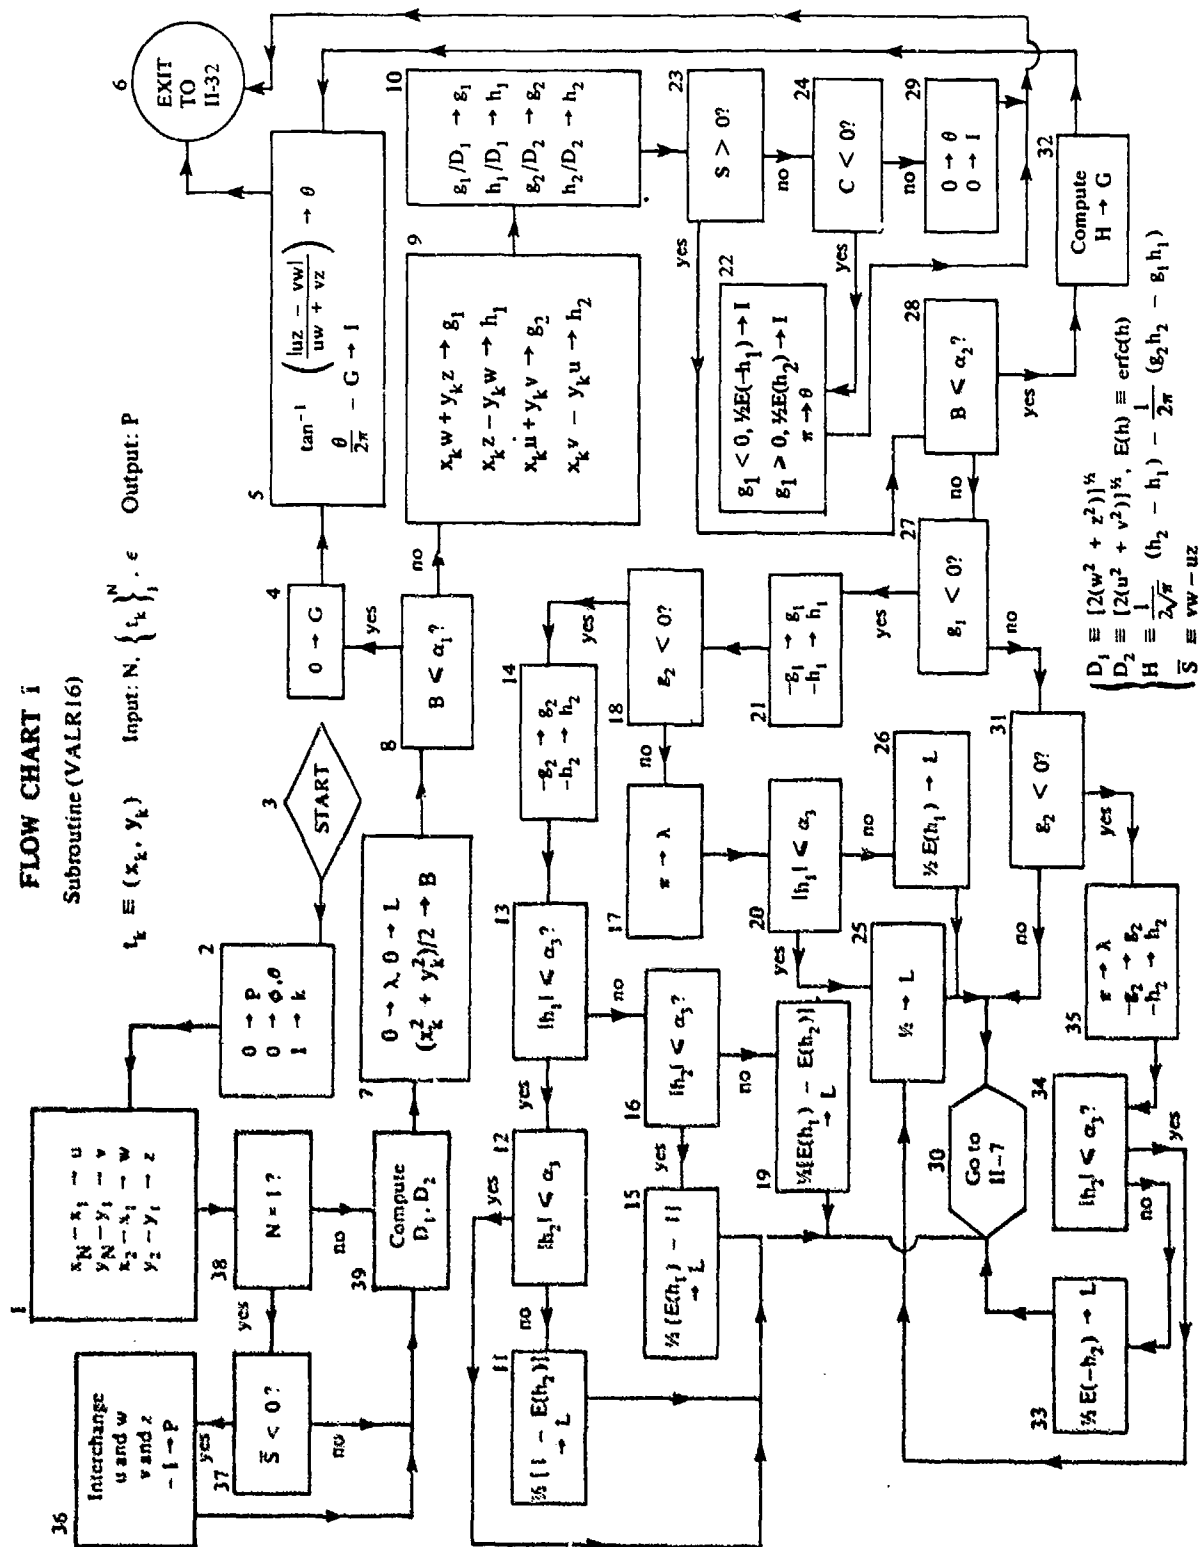 FLOW CHART 1
Subroutine (VALR16)
t_k ≡ (x_k, y_k) Input: N, {t_k}_1^N, ϵ Output: P
1
x_N − x_1 → u
y_N − y_1 → v
x_2 − x_1 → w
y_2 − y_1 → z
2
0 → P
0 → ϕ,σ
1 → k
3
START
4
0 → G
5
tan⁻¹ (|uz − vw| / uw + vz) → θ
θ/2π − G → I
6
EXIT
TO
II-32
36
Interchange
u and w
v and z
−1 → P
yes
38
N = 1?
yes
no
37
S̄ < 0?
no
39
Compute
D_1, D_2
7
0 → λ, 0 → L
(x_k² + y_k²)/2 → B
8
B ≤ α_1?
yes
no
9
x_k w + y_k z → g_1
x_k z − y_k w → h_1
x_k u + y_k v → g_2
x_k v − y_k u → h_2
10
g_1/D_1 → g_1
h_1/D_1 → h_1
g_2/D_2 → g_2
h_2/D_2 → h_2
11
½ [1 − E(h_2)]
→ L
no
12
|h_2| ≤ α_3
yes
yes
13
|h_1| ≤ α_3?
no
14
−g_2 → g_2
−h_2 → h_2
yes
18
g_2 < 0?
no
15
½ [E(h_1) − 1]
→ L
yes
16
|h_2| ≤ α_3?
no
17
π → λ
21
−g_1 → g_1
−h_1 → h_1
yes
22
g_1 < 0, ½E(−h_1) → I
g_1 ≥ 0, ½E(h_2) → I
π → θ
yes
23
S > 0?
no
yes
24
C < 0?
no
19
½[E(h_1) − E(h_2)]
→ L
20
|h_1| ≤ α_3
yes
no
25
½ → L
26
½ E(h_1) → L
27
g_1 < 0?
no
no
28
B ≤ α_2?
yes
29
0 → θ
0 → I
30
Go to
II-7
31
g_2 < 0?
no
yes
32
Compute
H → G
33
½ E(−h_2) → L
34
|h_2| ≤ α_3?
no
yes
35
π → λ
−g_2 → g_2
−h_2 → h_2
D_1 ≡ [2(w² + z²)]^½
D_2 ≡ [2(u² + v²)]^½, E(h) ≡ erfc(h)
H ≡ 1/2√π (h_2 − h_1) − 1/2π (g_2 h_2 − g_1 h_1)
S̄ ≡ vw − uz